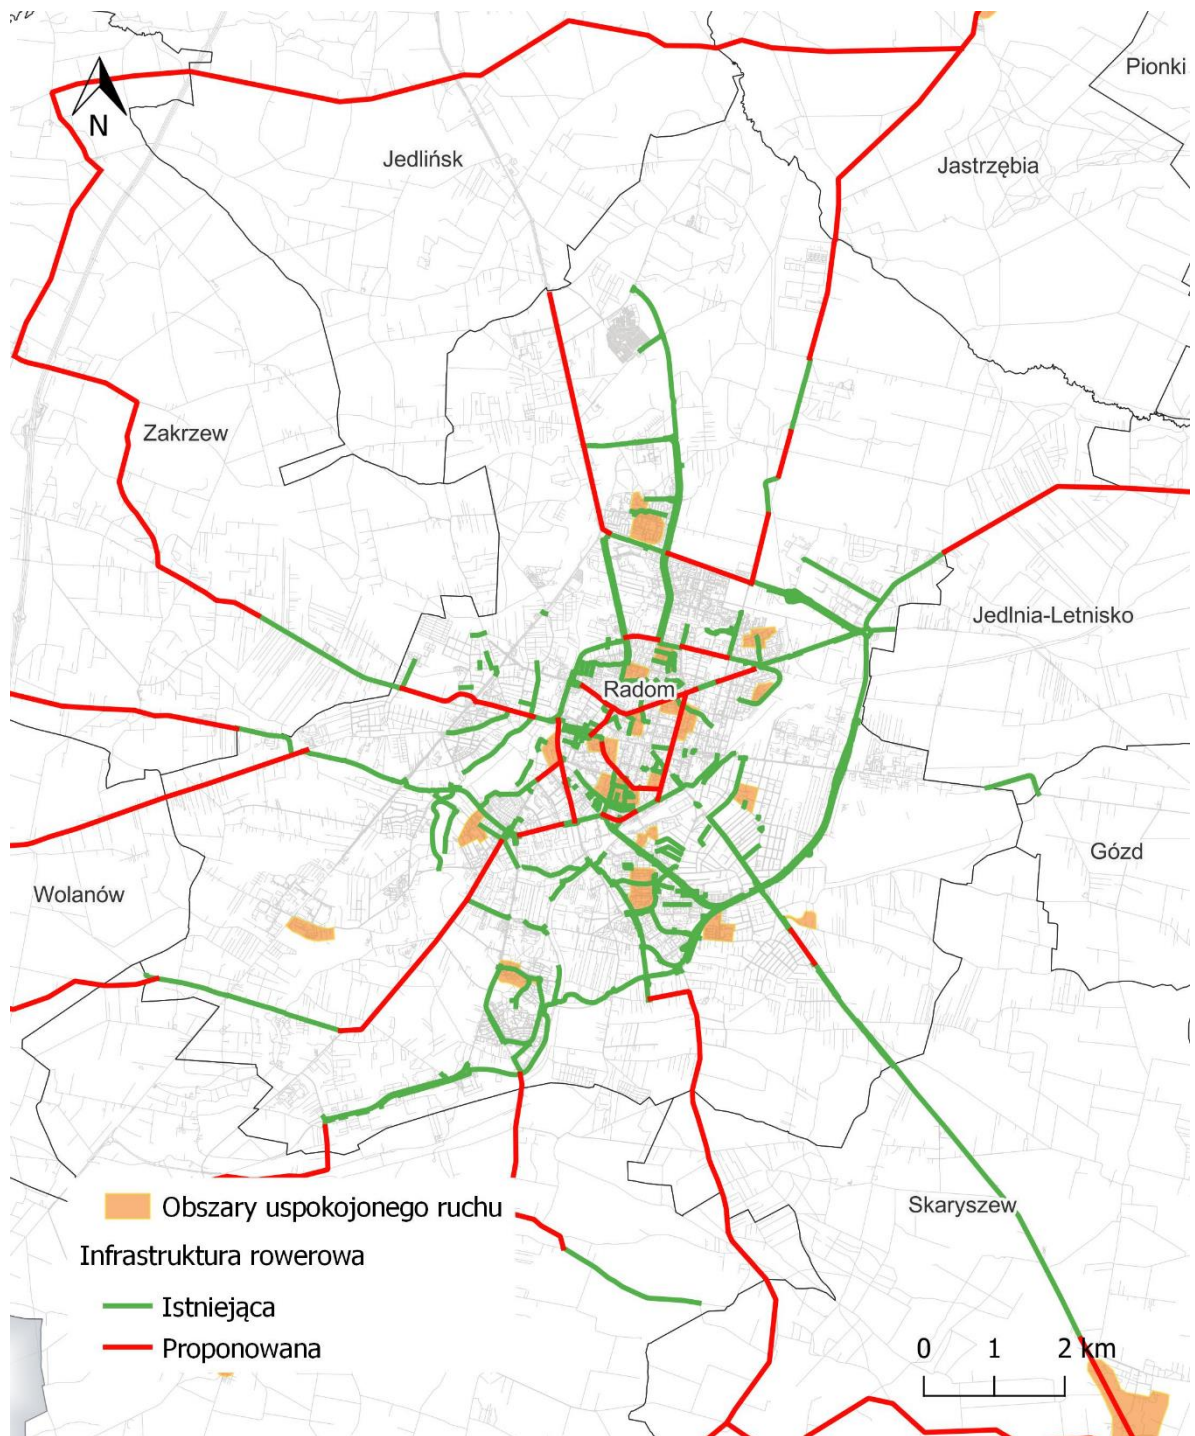 Pionki
N
Jedlińsk
Jastrzębia
Zakrzew
Jedlnia-Letnisko
Radom
Gózd
Wolanów
Skaryszew
Obszary uspokojonego ruchu
Infrastruktura rowerowa
Istniejąca
Proponowana
0 1 2 km